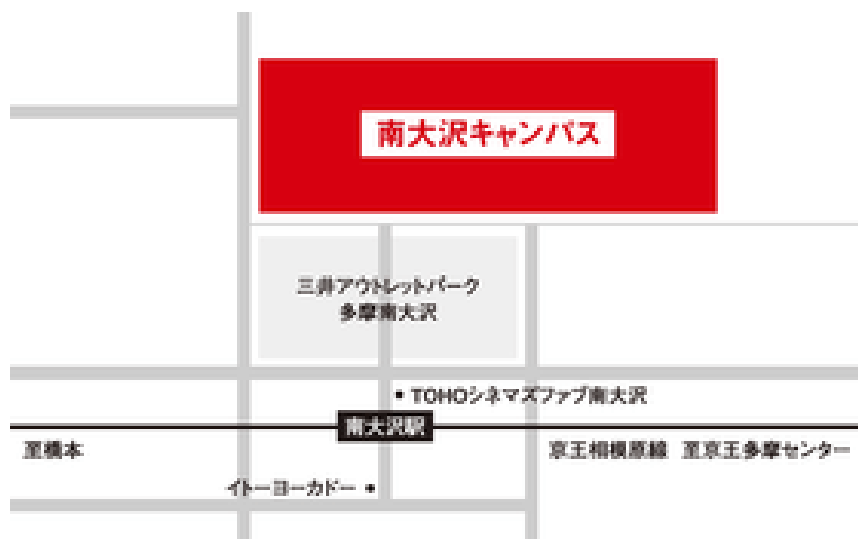 南大沢キャンパス
三井アウトレットパーク
多摩南大沢
TOHOシネマズファブ南大沢
南大沢駅
至橋本
京王相模原線 至京王多摩センター
イトーヨーカドー